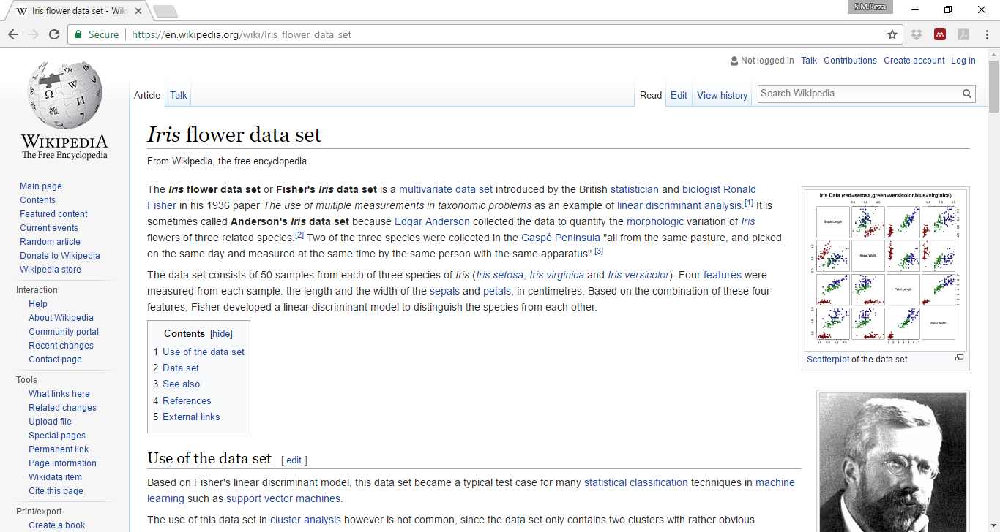 Iris flower data set - Wiki
S.M.Reza
Secure
https://en.wikipedia.org/wiki/Iris_flower_data_set
Not logged in Talk Contributions Create account Log in
Article Talk Read Edit View history Search Wikipedia
WIKIPEDIA
The Free Encyclopedia
Main page
Contents
Featured content
Current events
Random article
Donate to Wikipedia
Wikipedia store
Interaction
Help
About Wikipedia
Community portal
Recent changes
Contact page
Tools
What links here
Related changes
Upload file
Special pages
Permanent link
Page information
Wikidata item
Cite this page
Print/export
Create a book
Iris flower data set
From Wikipedia, the free encyclopedia
The Iris flower data set or Fisher's Iris data set is a multivariate data set introduced by the British statistician and biologist Ronald
Fisher in his 1936 paper The use of multiple measurements in taxonomic problems as an example of linear discriminant analysis.[1] It is
sometimes called Anderson's Iris data set because Edgar Anderson collected the data to quantify the morphologic variation of Iris
flowers of three related species.[2] Two of the three species were collected in the Gaspé Peninsula "all from the same pasture, and picked
on the same day and measured at the same time by the same person with the same apparatus".[3]
The data set consists of 50 samples from each of three species of Iris (Iris setosa, Iris virginica and Iris versicolor). Four features were
measured from each sample: the length and the width of the sepals and petals, in centimetres. Based on the combination of these four
features, Fisher developed a linear discriminant model to distinguish the species from each other.
Contents [hide]
1 Use of the data set
2 Data set
3 See also
4 References
5 External links
Use of the data set [ edit ]
Based on Fisher's linear discriminant model, this data set became a typical test case for many statistical classification techniques in machine
learning such as support vector machines.
The use of this data set in cluster analysis however is not common, since the data set only contains two clusters with rather obvious
Iris Data (red=setosa,green=versicolor,blue=virginica)
Sepal.Length
Sepal.Width
Petal.Length
Petal.Width
Scatterplot of the data set